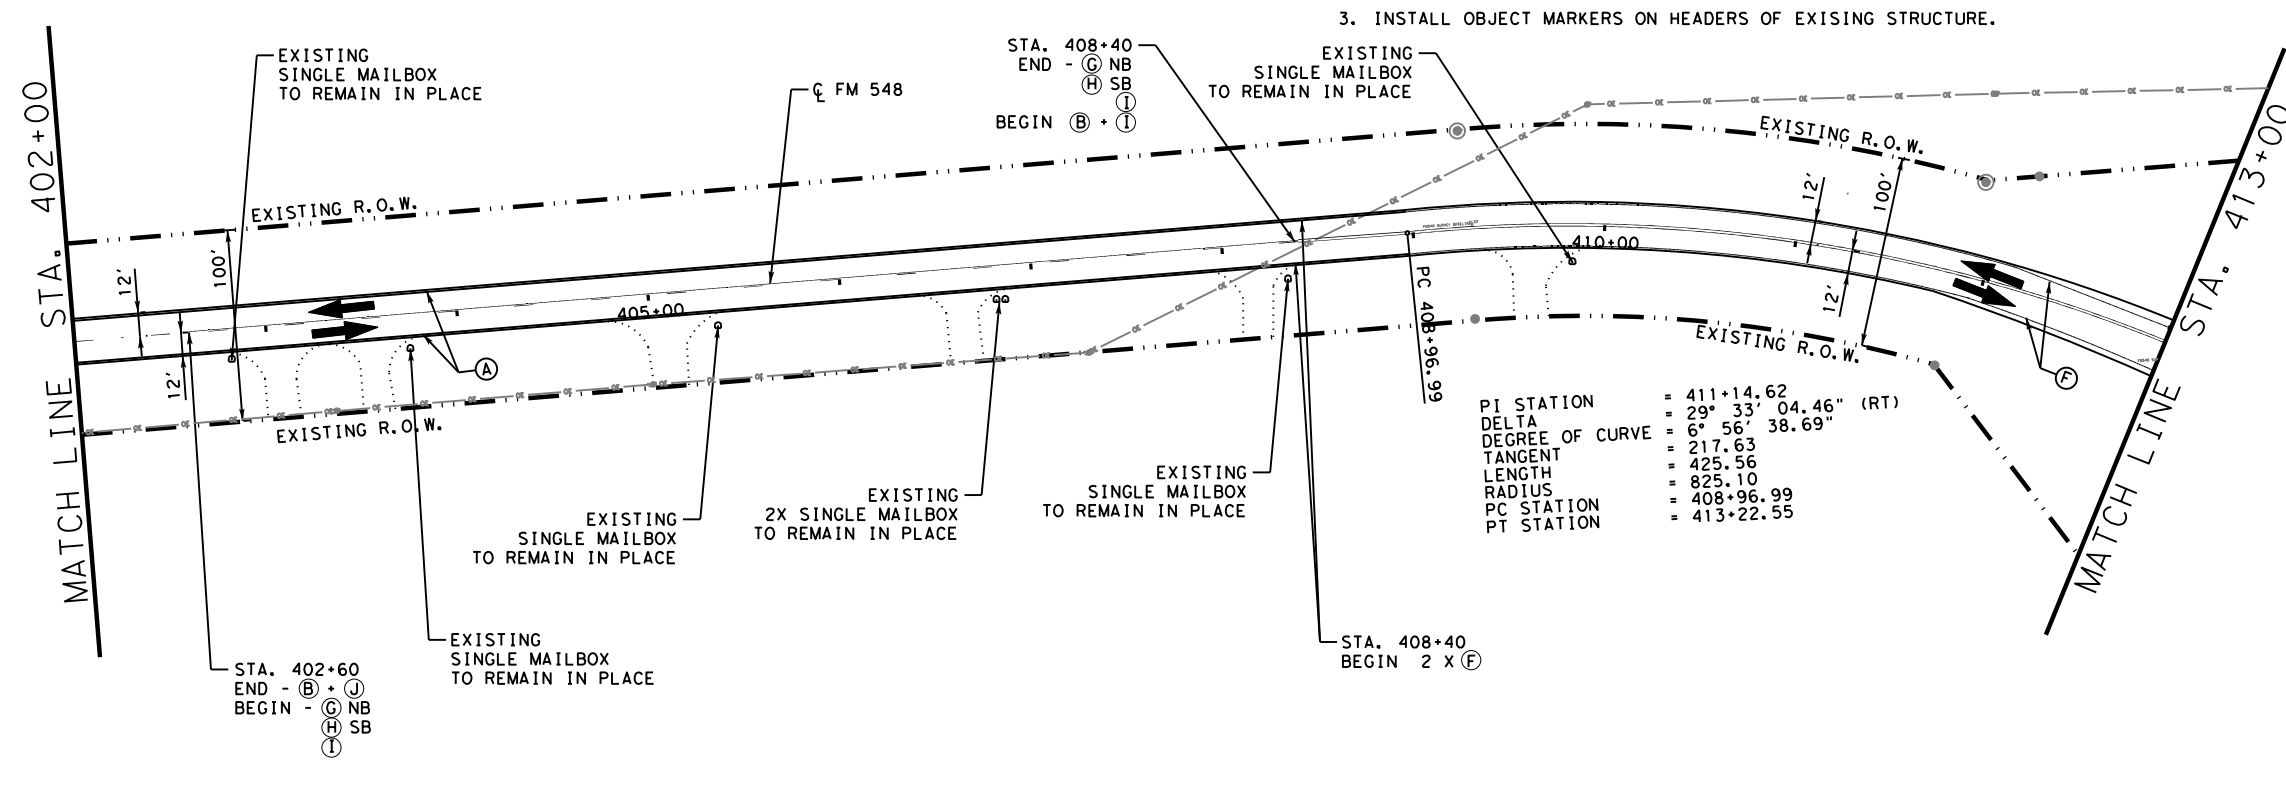 3. INSTALL OBJECT MARKERS ON HEADERS OF EXISING STRUCTURE.
MATCH LINE STA. 402+00
EXISTING
SINGLE MAILBOX
TO REMAIN IN PLACE
℄ FM 548
STA. 408+40
END - G NB
H SB
I
BEGIN B + I
EXISTING
SINGLE MAILBOX
TO REMAIN IN PLACE
EXISTING R.O.W.
EXISTING R.O.W.
12'
100'
12'
100'
12'
12'
405+00
410+00
A
F
PC 408+96.99
EXISTING R.O.W.
EXISTING R.O.W.
MATCH LINE STA. 413+00
PI STATION = 411+14.62
DELTA = 29° 33' 04.46" (RT)
DEGREE OF CURVE = 6° 56' 38.69"
TANGENT = 217.63
LENGTH = 425.56
RADIUS = 825.10
PC STATION = 408+96.99
PT STATION = 413+22.55
EXISTING
SINGLE MAILBOX
TO REMAIN IN PLACE
EXISTING
2X SINGLE MAILBOX
TO REMAIN IN PLACE
EXISTING
SINGLE MAILBOX
TO REMAIN IN PLACE
EXISTING
SINGLE MAILBOX
TO REMAIN IN PLACE
STA. 408+40
BEGIN 2 X F
STA. 402+60
END - B + J
BEGIN - G NB
H SB
I